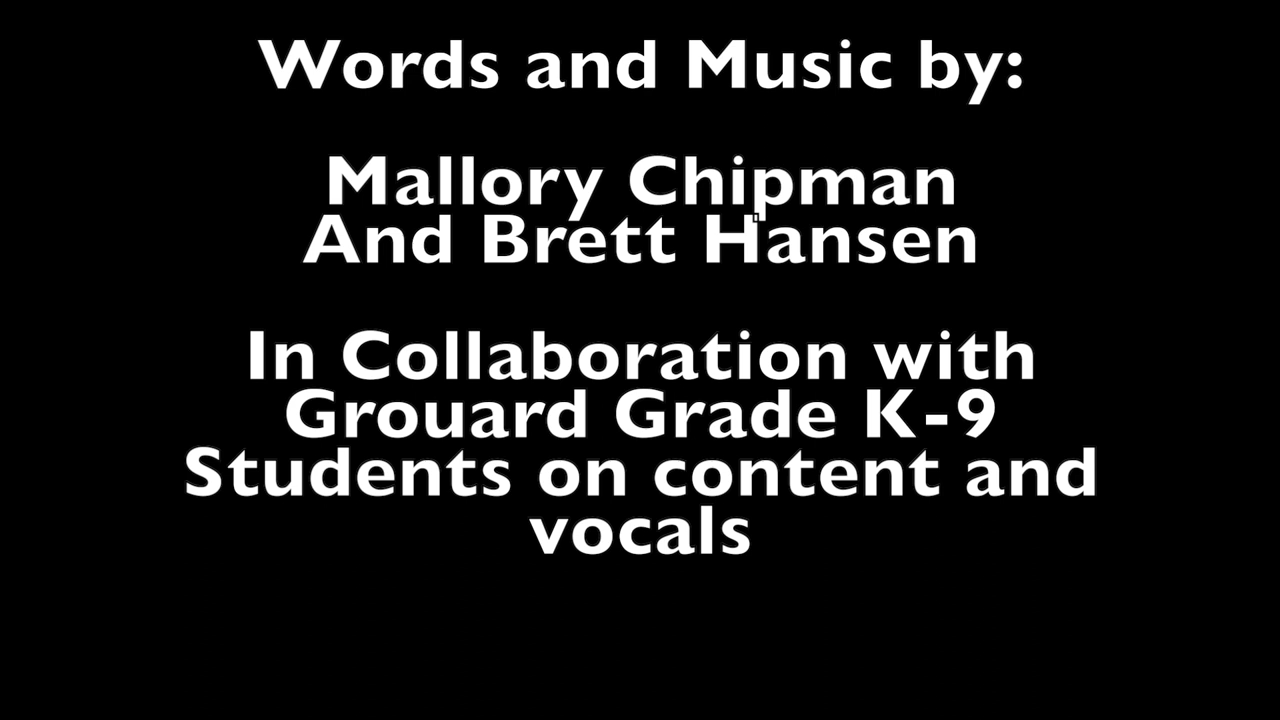 Words and Music by:
Mallory Chipman
And Brett Hansen
In Collaboration with
Grouard Grade K-9
Students on content and
vocals